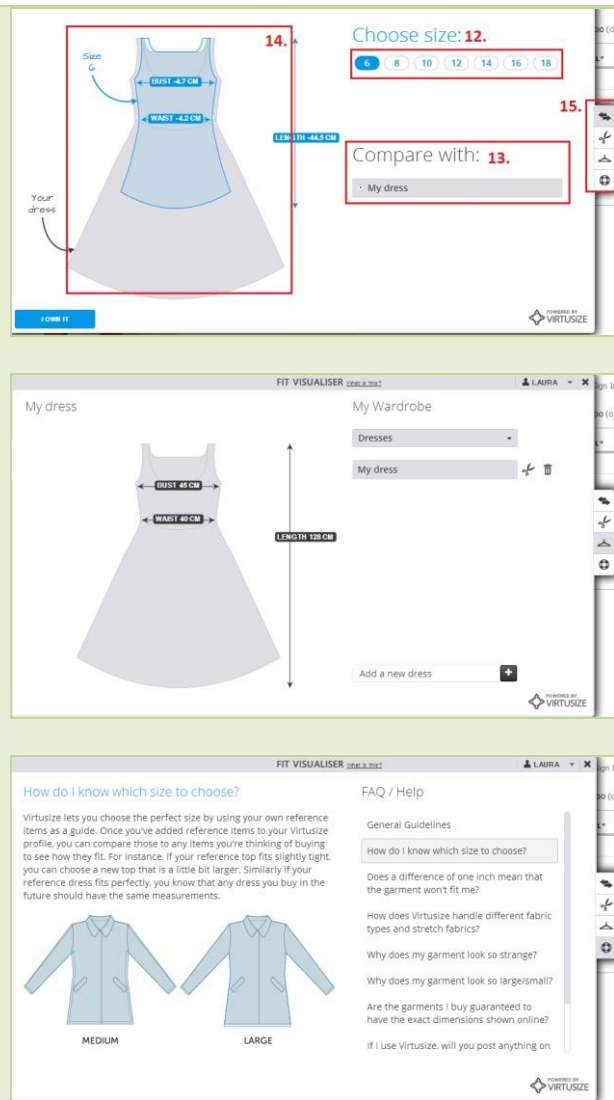 14.
Choose size: 12.
Size
6
6 8 10 12 14 16 18
BUST -4.7 CM
15.
WAIST -4.2 CM
LENGTH -44.5 CM
Compare with: 13.
My dress
Your
dress
I OWN IT
POWERED BY
VIRTUSIZE
FIT VISUALISER What is this?
LAURA
My dress
My Wardrobe
Dresses
My dress
BUST 45 CM
WAIST 40 CM
LENGTH 128 CM
Add a new dress
POWERED BY
VIRTUSIZE
FIT VISUALISER What is this?
LAURA
How do I know which size to choose?
FAQ / Help
Virtusize lets you choose the perfect size by using your own reference
items as a guide. Once you've added reference items to your Virtusize
profile, you can compare those to any items you're thinking of buying
to see how they fit. For instance, if your reference top fits slightly tight,
you can choose a new top that is a little bit larger. Similarly if your
reference dress fits perfectly, you know that any dress you buy in the
future should have the same measurements.
General Guidelines
How do I know which size to choose?
Does a difference of one inch mean that
the garment won't fit me?
How does Virtusize handle different fabric
types and stretch fabrics?
Why does my garment look so strange?
Why does my garment look so large/small?
Are the garments I buy guaranteed to
have the exact dimensions shown online?
If I use Virtusize, will you post anything on
MEDIUM
LARGE
POWERED BY
VIRTUSIZE